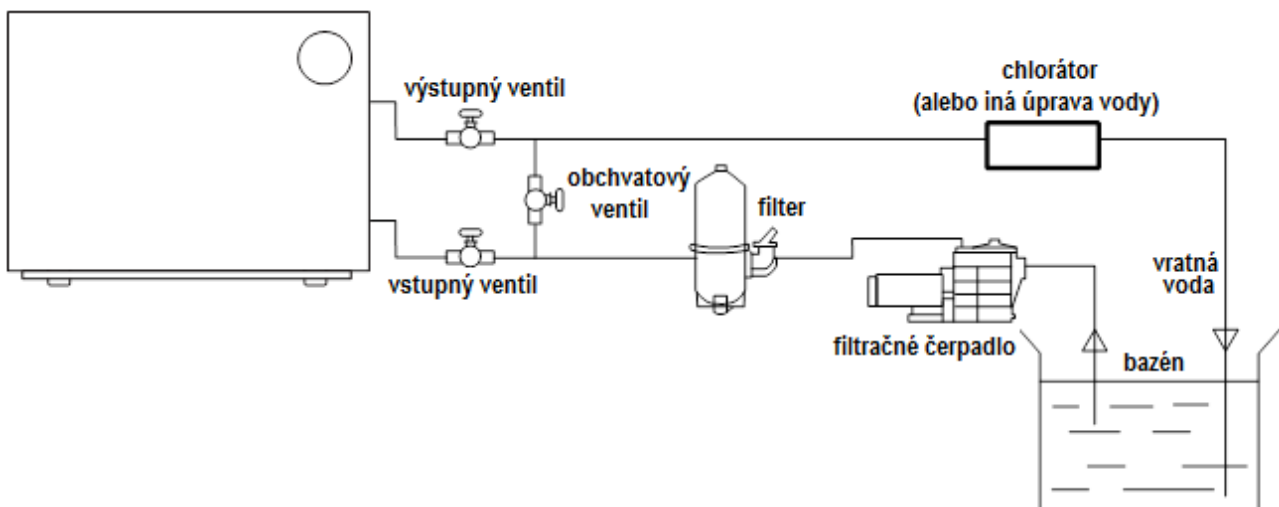 chlorátor
(alebo iná úprava vody)
výstupný ventil
obchvatový
ventil
filter
vstupný ventil
vratná
voda
filtračné čerpadlo
bazén